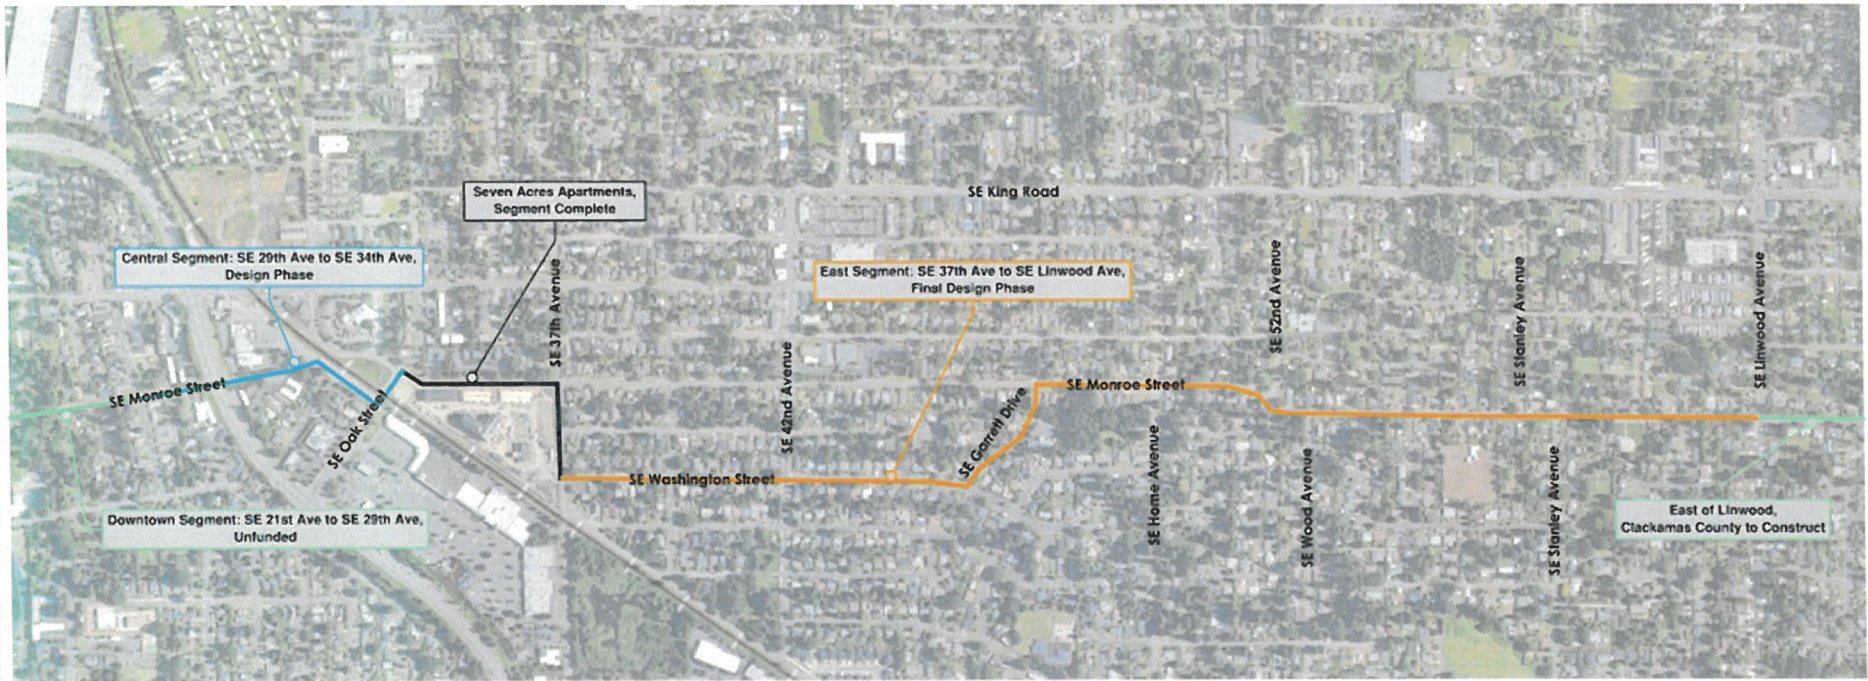 SE King Road
Seven Acres Apartments,
Segment Complete
Central Segment: SE 29th Ave to SE 34th Ave,
Design Phase
East Segment: SE 37th Ave to SE Linwood Ave,
Final Design Phase
SE 37th Avenue
SE 52nd Avenue
SE Stanley Avenue
SE Linwood Avenue
SE Monroe Street
SE Oak Street
SE 42nd Avenue
SE Garrett Drive
SE Monroe Street
SE Washington Street
SE Home Avenue
SE Wood Avenue
SE Stanley Avenue
Downtown Segment: SE 21st Ave to SE 29th Ave,
Unfunded
East of Linwood,
Clackamas County to Construct